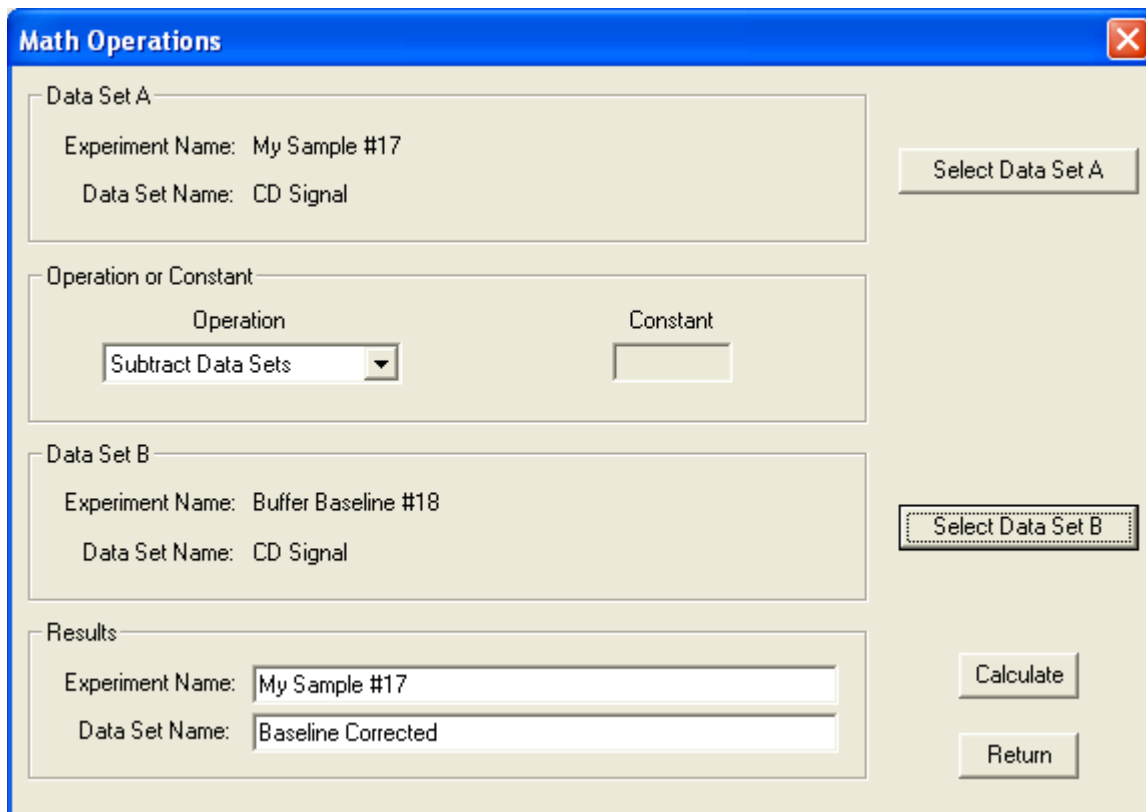 Math Operations
Data Set A
Experiment Name: My Sample #17
Data Set Name: CD Signal
Select Data Set A
Operation or Constant
Operation
Constant
Subtract Data Sets
Data Set B
Experiment Name: Buffer Baseline #18
Data Set Name: CD Signal
Select Data Set B
Results
Experiment Name: My Sample #17
Data Set Name: Baseline Corrected
Calculate
Return